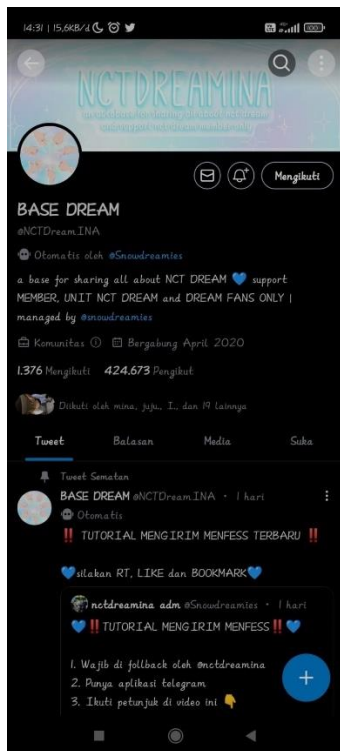 14:31 | 15,6KB/d
100
NCTDREAMINA
BASE DREAM
@NCTDream_INA
Otomatis oleh @Snowdreamies
Mengikuti
a base for sharing all about NCT DREAM 💙 support
MEMBER, UNIT NCT DREAM and DREAM FANS ONLY |
managed by @snowdreamies
Komunitas Bergabung April 2020
1.376 Mengikuti 424.673 Pengikut
Diikuti oleh mina, juju., I., dan 19 lainnya
Tweet Balasan Media Suka
Tweet Sematan
BASE DREAM @NCTDream_INA · 1 hari
Otomatis
‼️ TUTORIAL MENGIRIM MENFESS TERBARU ‼️
💙silakan RT, LIKE dan BOOKMARK💙
nctdreamina adm @Snowdreamies · 1 hari
💙‼️TUTORIAL MENGIRIM MENFESS‼️💙
1. Wajib di follback oleh @nctdreamina
2. Punya aplikasi telegram
3. Ikuti petunjuk di video ini 👇